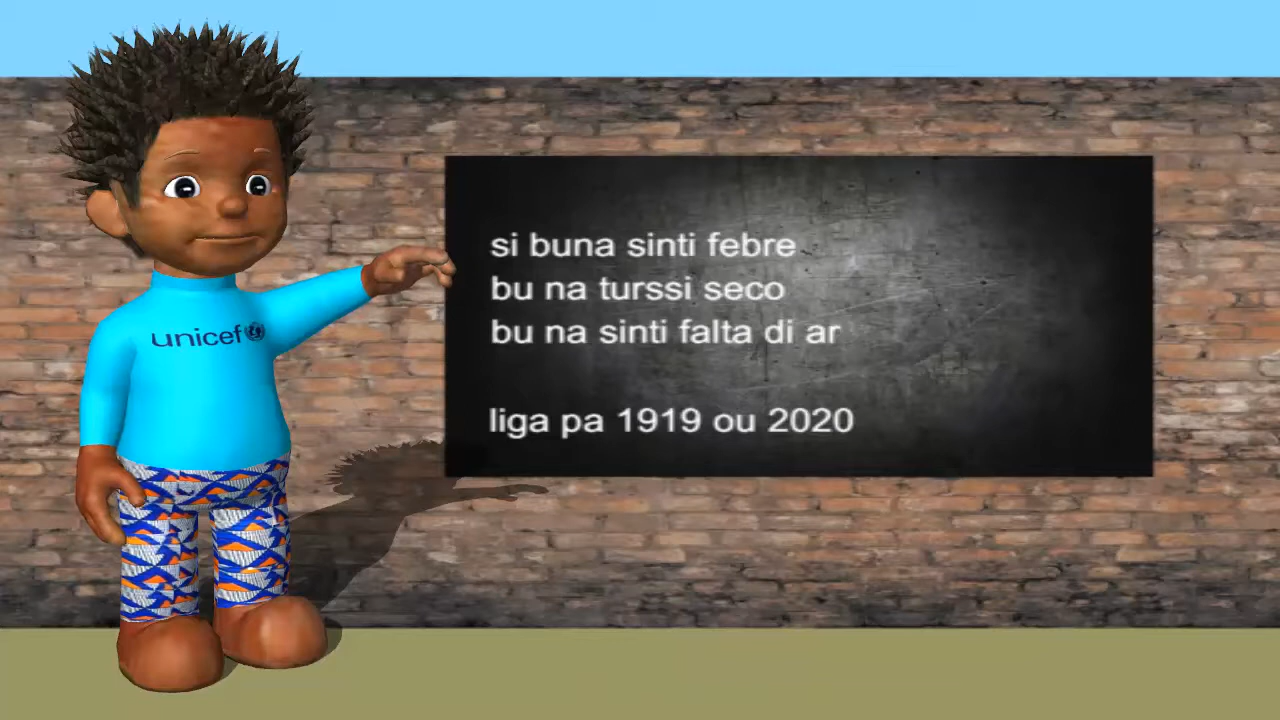 unicef
si buna sinti febre
bu na turssi seco
bu na sinti falta di ar
liga pa 1919 ou 2020